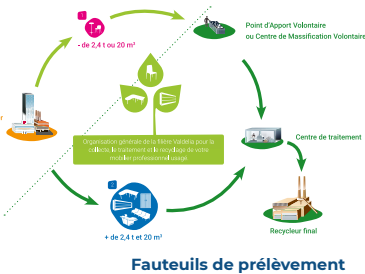 1
- de 2,4 t ou 20 m³
Point d'Apport Volontaire
ou Centre de Massification Volontaire
Organisation générale de la filière Valdelia pour la
collecte, le traitement et le recyclage de votre
mobilier professionnel usagé
Centre de traitement
2
+ de 2,4 t et 20 m³
Recycleur final
Fauteuils de prélèvement